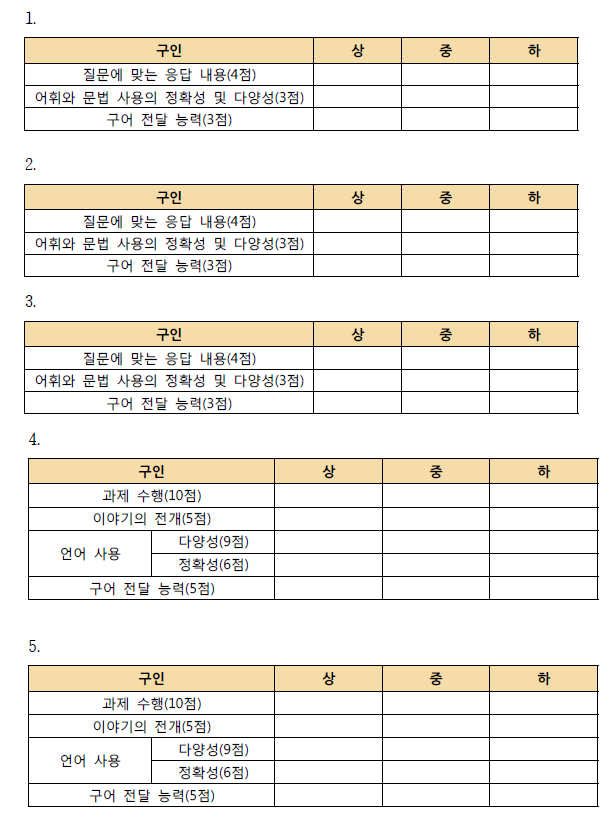 1.
구인 상 중 하
질문에 맞는 응답 내용(4점)
어휘와 문법 사용의 정확성 및 다양성(3점)
구어 전달 능력(3점)
2.
구인 상 중 하
질문에 맞는 응답 내용(4점)
어휘와 문법 사용의 정확성 및 다양성(3점)
구어 전달 능력(3점)
3.
구인 상 중 하
질문에 맞는 응답 내용(4점)
어휘와 문법 사용의 정확성 및 다양성(3점)
구어 전달 능력(3점)
4.
구인 상 중 하
과제 수행(10점)
이야기의 전개(5점)
언어 사용 다양성(9점)
정확성(6점)
구어 전달 능력(5점)
5.
구인 상 중 하
과제 수행(10점)
이야기의 전개(5점)
언어 사용 다양성(9점)
정확성(6점)
구어 전달 능력(5점)